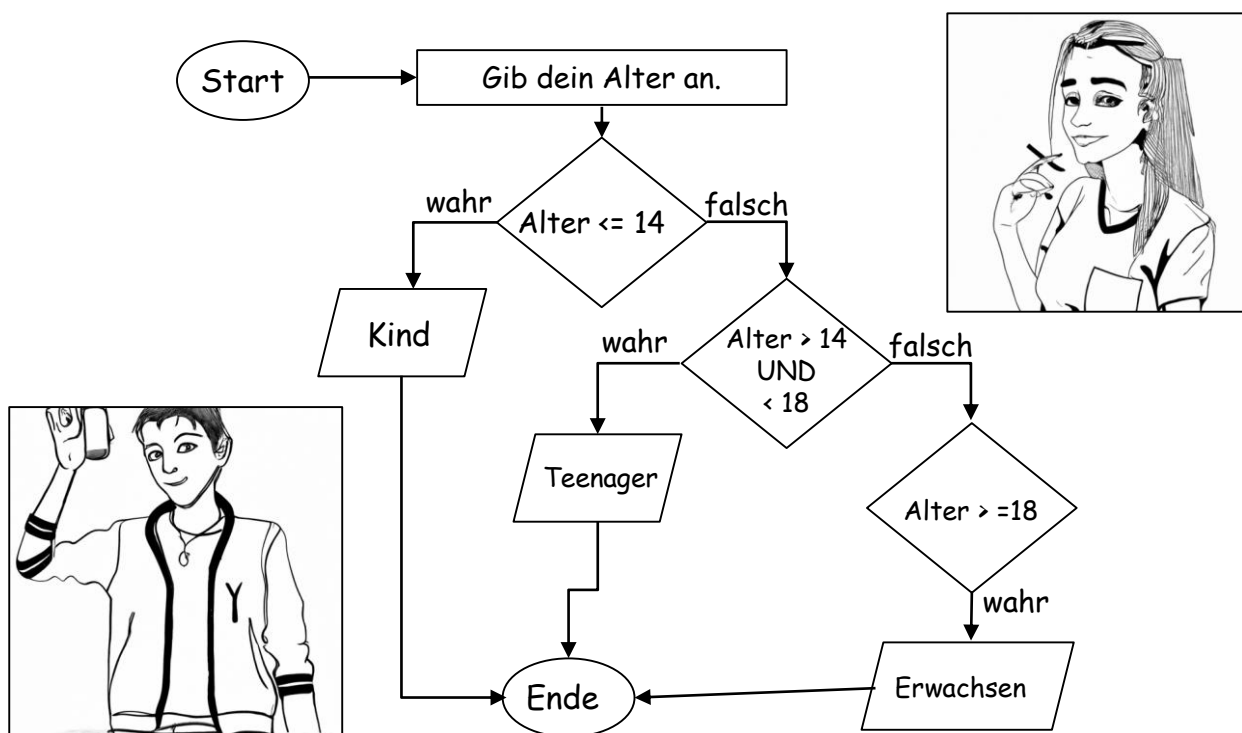 Start
Gib dein Alter an.
wahr
falsch
Alter <= 14
Kind
wahr
Alter > 14
UND
< 18
falsch
Teenager
Alter > =18
wahr
Y
Ende
Erwachsen